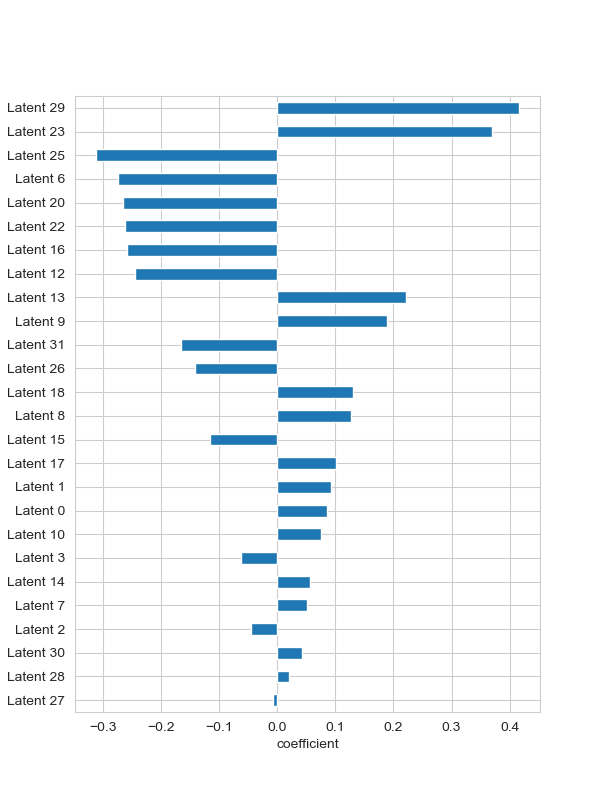 Latent 29
Latent 23
Latent 25
Latent 6
Latent 20
Latent 22
Latent 16
Latent 12
Latent 13
Latent 9
Latent 31
Latent 26
Latent 18
Latent 8
Latent 15
Latent 17
Latent 1
Latent 0
Latent 10
Latent 3
Latent 14
Latent 7
Latent 2
Latent 30
Latent 28
Latent 27
−0.3 −0.2 −0.1 0.0 0.1 0.2 0.3 0.4
coefficient